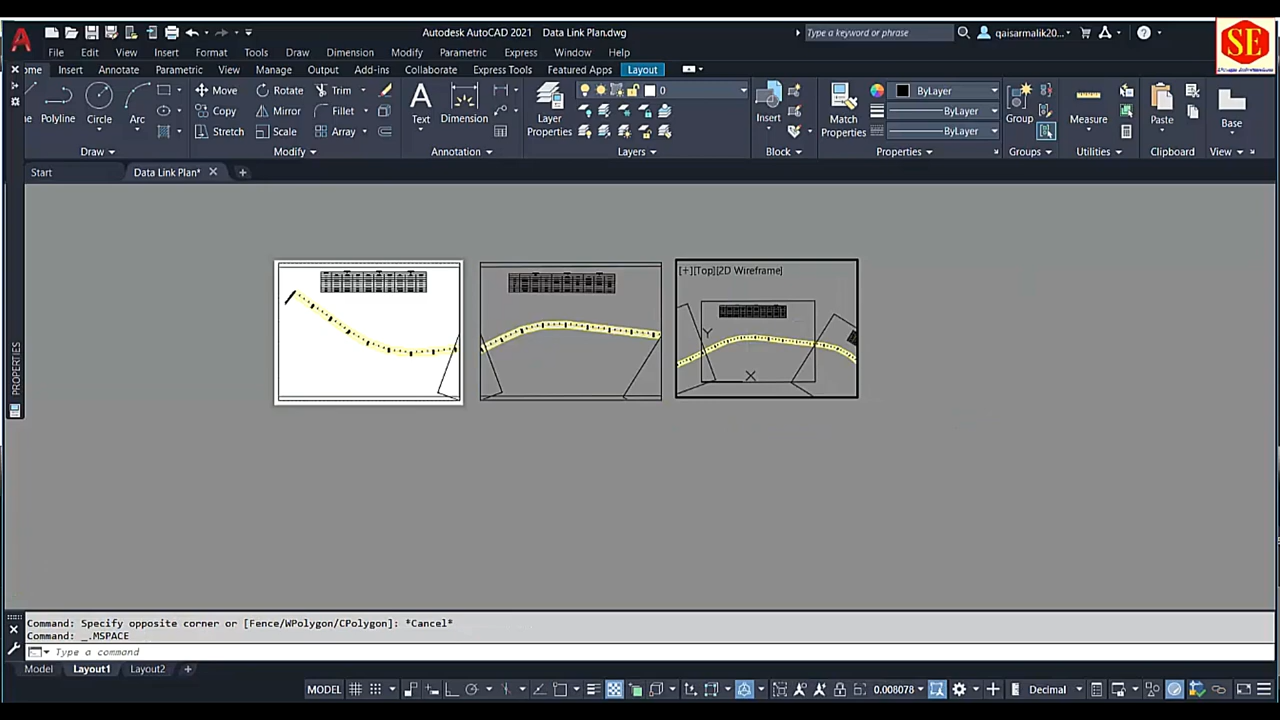 Autodesk AutoCAD 2021 Data Link Plan.dwg
Type a keyword or phrase
qaisarmalik20...
SE
File Edit View Insert Format Tools Draw Dimension Modify Parametric Express Window Help
ome Insert Annotate Parametric View Manage Output Add-ins Collaborate Express Tools Featured Apps Layout
Move Rotate Trim 0 ByLayer
Polyline Circle Arc Copy Mirror Fillet Text Dimension Layer Properties Insert Match Properties ByLayer Group Measure Paste Base
Stretch Scale Array ByLayer
Draw Modify Annotation Layers Block Properties Groups Utilities Clipboard View
Start Data Link Plan*
[+][Top][2D Wireframe]
Y
X
PROPERTIES
Command: Specify opposite corner or [Fence/WPolygon/CPolygon]: *Cancel*
Command: _.MSPACE
Type a command
Model Layout1 Layout2
MODEL 0.008078 Decimal